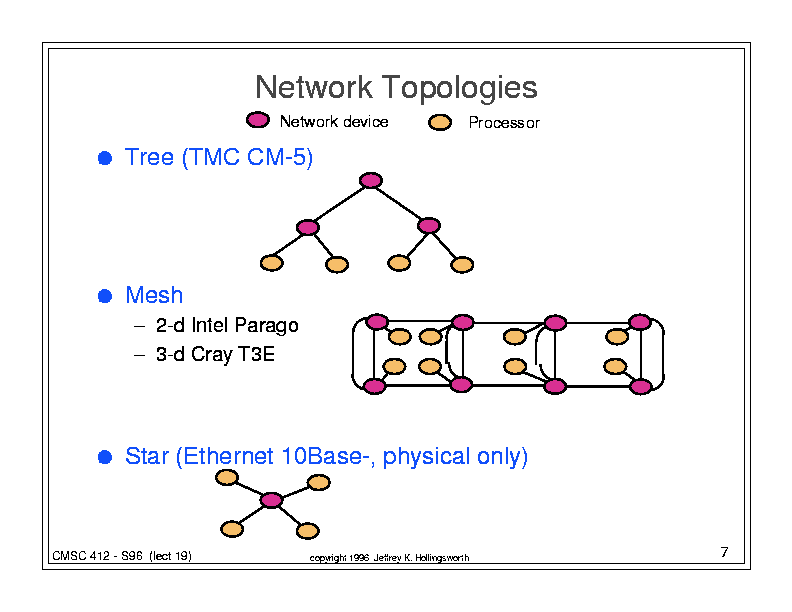 Network Topologies
Network device Processor
Tree (TMC CM-5)
Mesh
– 2-d Intel Parago
– 3-d Cray T3E
Star (Ethernet 10Base-, physical only)
CMSC 412 - S96 (lect 19)
copyright 1996 Jeffrey K. Hollingsworth
7